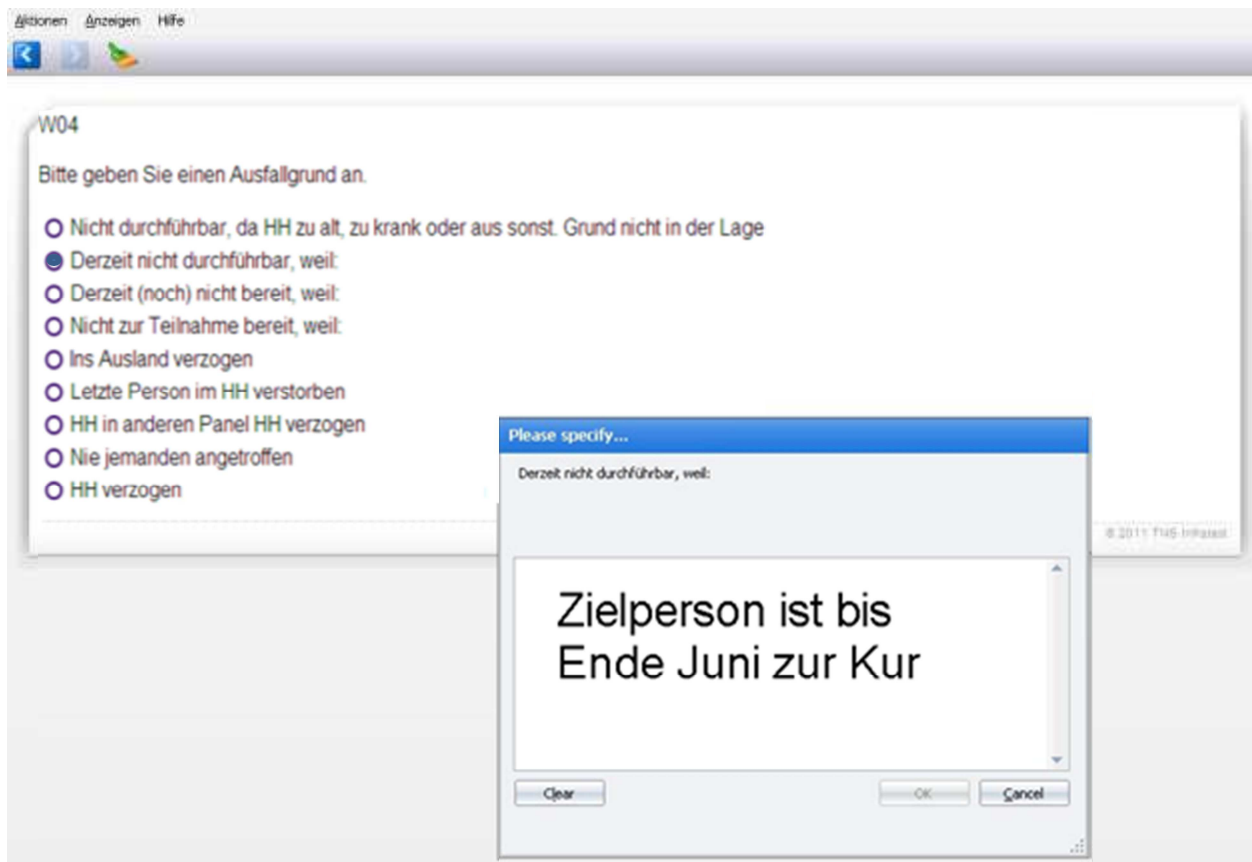 Aktionen Anzeigen Hilfe
W04
Bitte geben Sie einen Ausfallgrund an.
Nicht durchführbar, da HH zu alt, zu krank oder aus sonst. Grund nicht in der Lage
Derzeit nicht durchführbar, weil:
Derzeit (noch) nicht bereit, weil:
Nicht zur Teilnahme bereit, weil:
Ins Ausland verzogen
Letzte Person im HH verstorben
HH in anderen Panel HH verzogen
Nie jemanden angetroffen
HH verzogen
© 2011 TNS Infratest
Please specify...
Derzeit nicht durchführbar, weil:
Zielperson ist bis
Ende Juni zur Kur
Clear OK Cancel